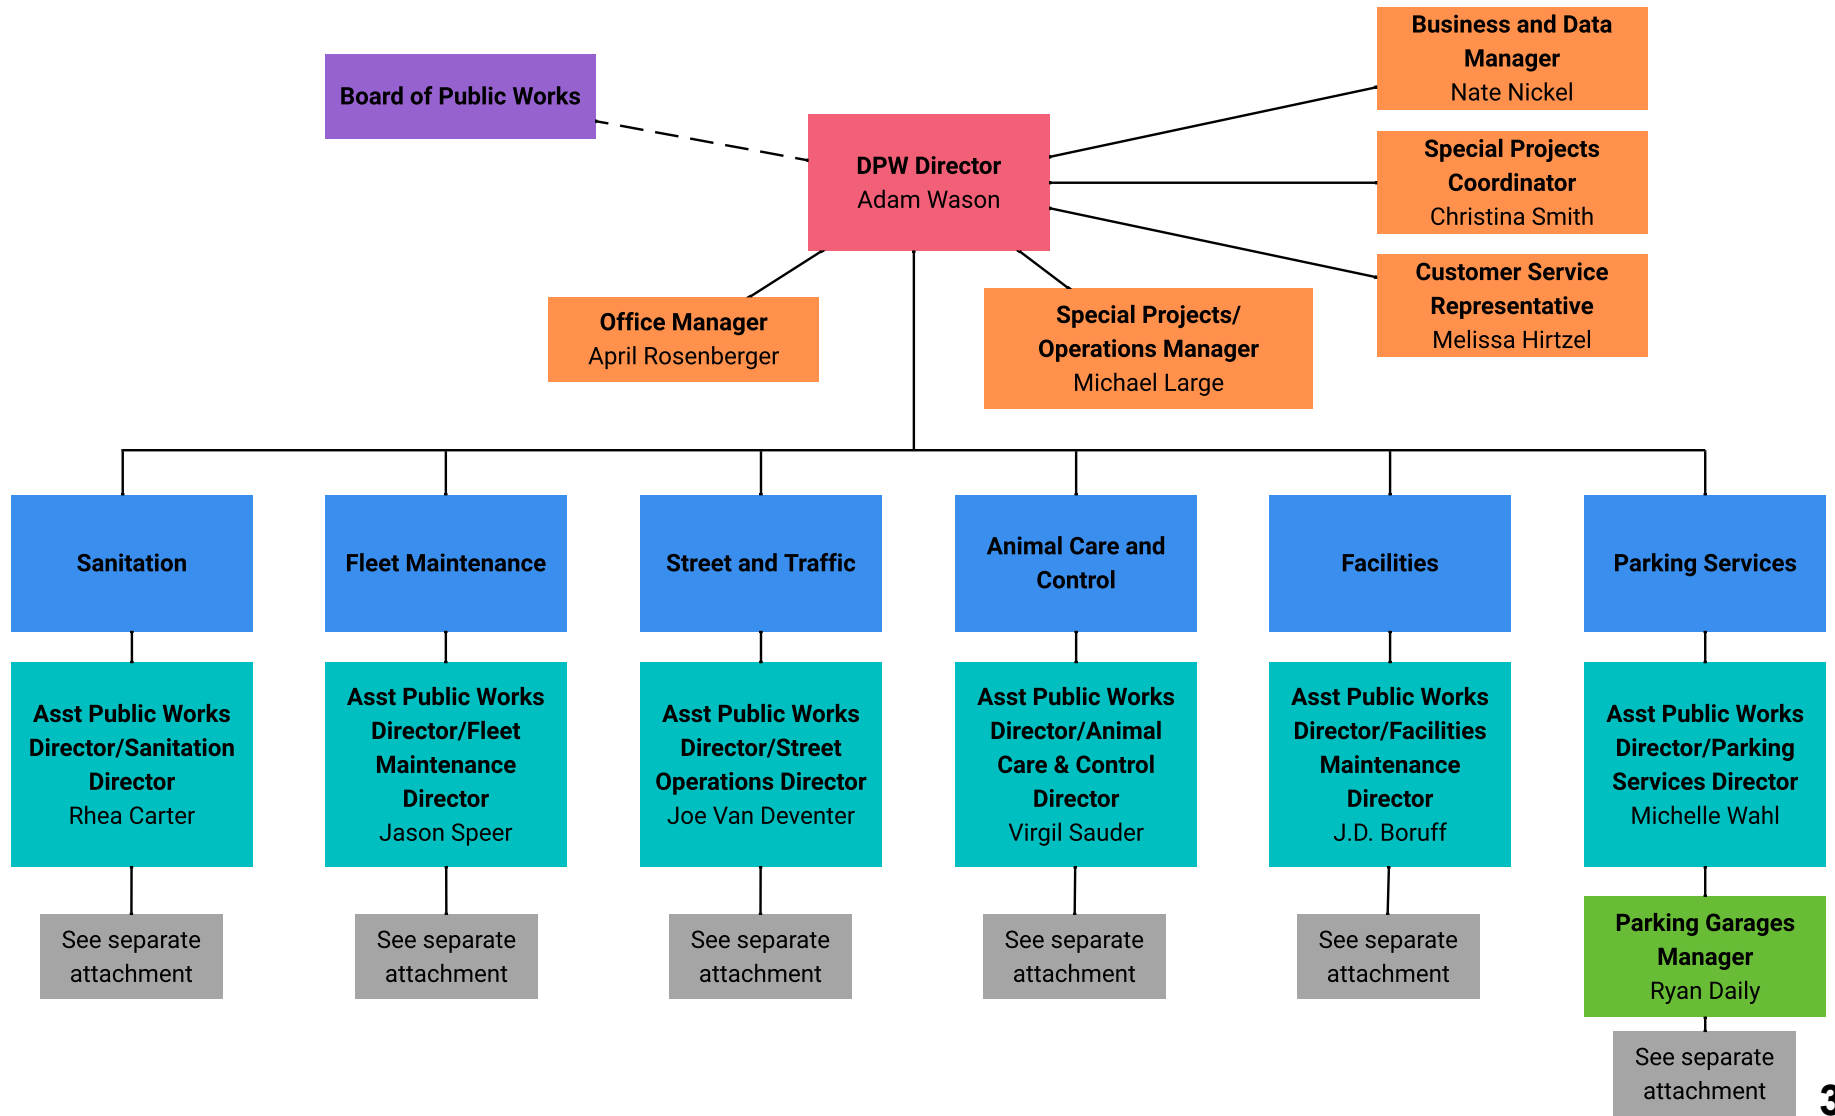 Business and Data
Manager
Nate Nickel
Board of Public Works
Special Projects
Coordinator
Christina Smith
DPW Director
Adam Wason
Customer Service
Representative
Melissa Hirtzel
Office Manager
April Rosenberger
Special Projects/
Operations Manager
Michael Large
Sanitation
Fleet Maintenance
Street and Traffic
Animal Care and
Control
Facilities
Parking Services
Asst Public Works
Director/Sanitation
Director
Rhea Carter
Asst Public Works
Director/Fleet
Maintenance
Director
Jason Speer
Asst Public Works
Director/Street
Operations Director
Joe Van Deventer
Asst Public Works
Director/Animal
Care & Control
Director
Virgil Sauder
Asst Public Works
Director/Facilities
Maintenance
Director
J.D. Boruff
Asst Public Works
Director/Parking
Services Director
Michelle Wahl
See separate
attachment
See separate
attachment
See separate
attachment
See separate
attachment
See separate
attachment
Parking Garages
Manager
Ryan Daily
See separate
attachment
3